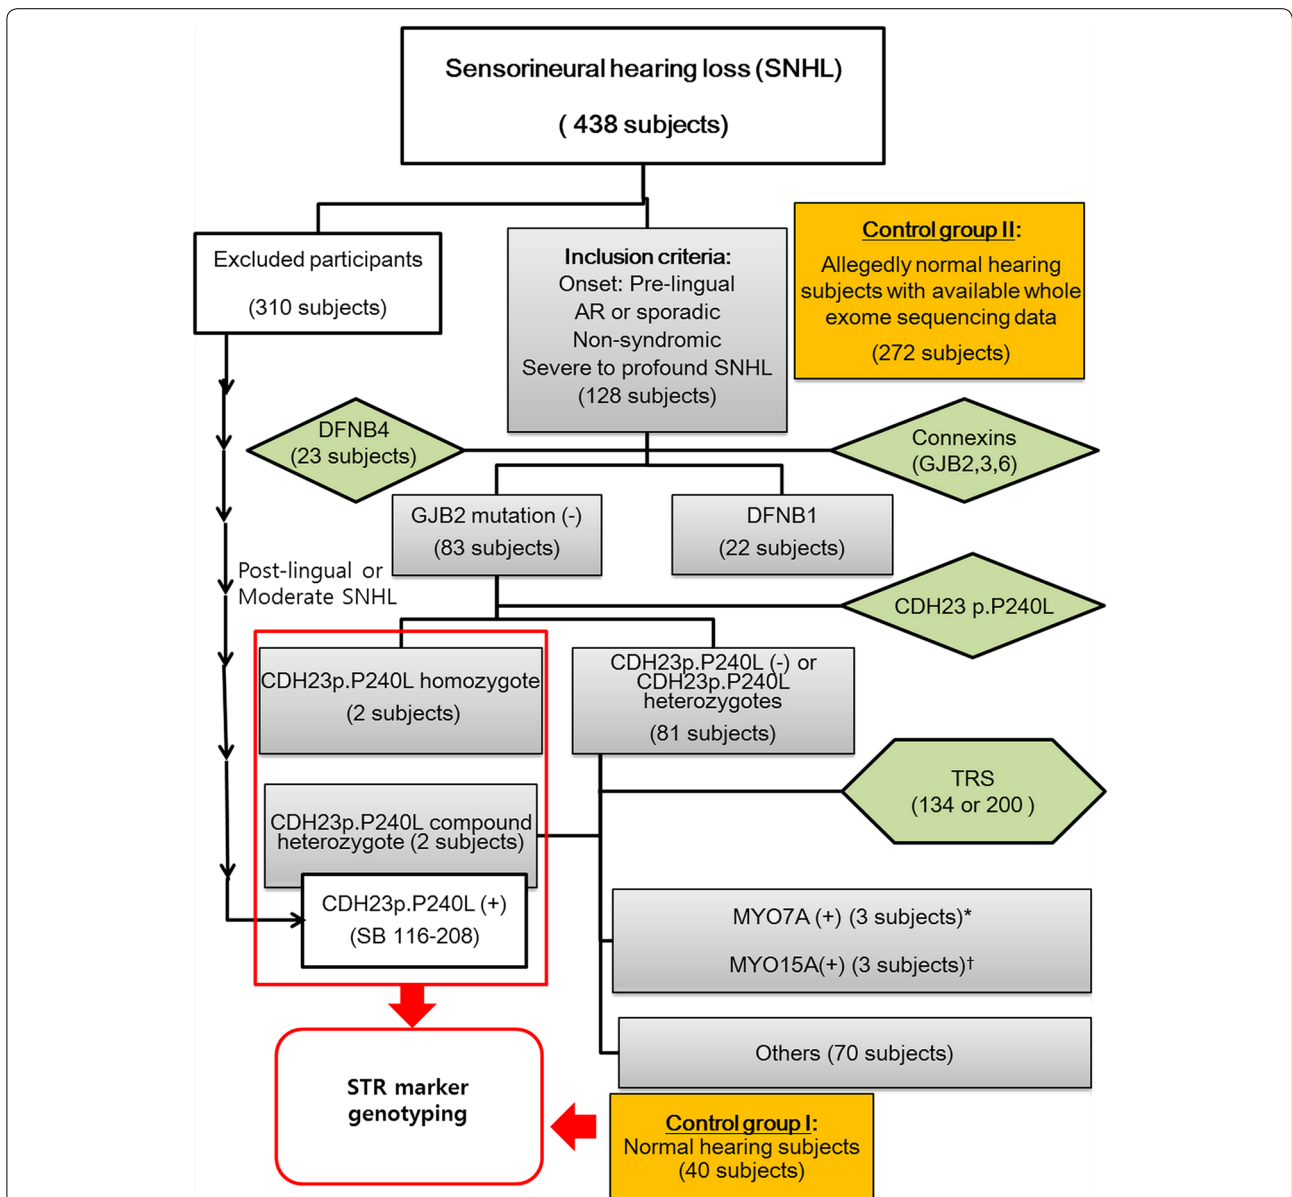 Sensorineural hearing loss (SNHL)
( 438 subjects)
Excluded participants
(310 subjects)
Inclusion criteria:
Onset: Pre-lingual
AR or sporadic
Non-syndromic
Severe to profound SNHL
(128 subjects)
Control group II:
Allegedly normal hearing
subjects with available whole
exome sequencing data
(272 subjects)
DFNB4
(23 subjects)
Connexins
(GJB2,3,6)
GJB2 mutation (-)
(83 subjects)
DFNB1
(22 subjects)
Post-lingual or
Moderate SNHL
CDH23 p.P240L
CDH23p.P240L homozygote
(2 subjects)
CDH23p.P240L (-) or
CDH23p.P240L
heterozygotes
(81 subjects)
TRS
(134 or 200 )
CDH23p.P240L compound
heterozygote (2 subjects)
CDH23p.P240L (+)
(SB 116-208)
MYO7A (+) (3 subjects)*
MYO15A(+) (3 subjects)†
Others (70 subjects)
STR marker
genotyping
Control group I:
Normal hearing subjects
(40 subjects)